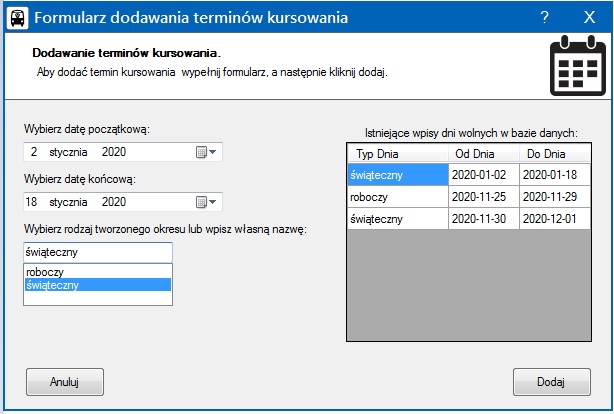 Formularz dodawania terminów kursowania ? X
Dodawanie terminów kursowania.
Aby dodać termin kursowania wypełnij formularz, a następnie kliknij dodaj.
Wybierz datę początkową:
2 stycznia 2020
Wybierz datę końcową:
18 stycznia 2020
Wybierz rodzaj tworzonego okresu lub wpisz własną nazwę:
świąteczny
roboczy
świąteczny
Istniejące wpisy dni wolnych w bazie danych:
Typ Dnia Od Dnia Do Dnia
świąteczny 2020-01-02 2020-01-18
roboczy 2020-11-25 2020-11-29
świąteczny 2020-11-30 2020-12-01
Anuluj Dodaj